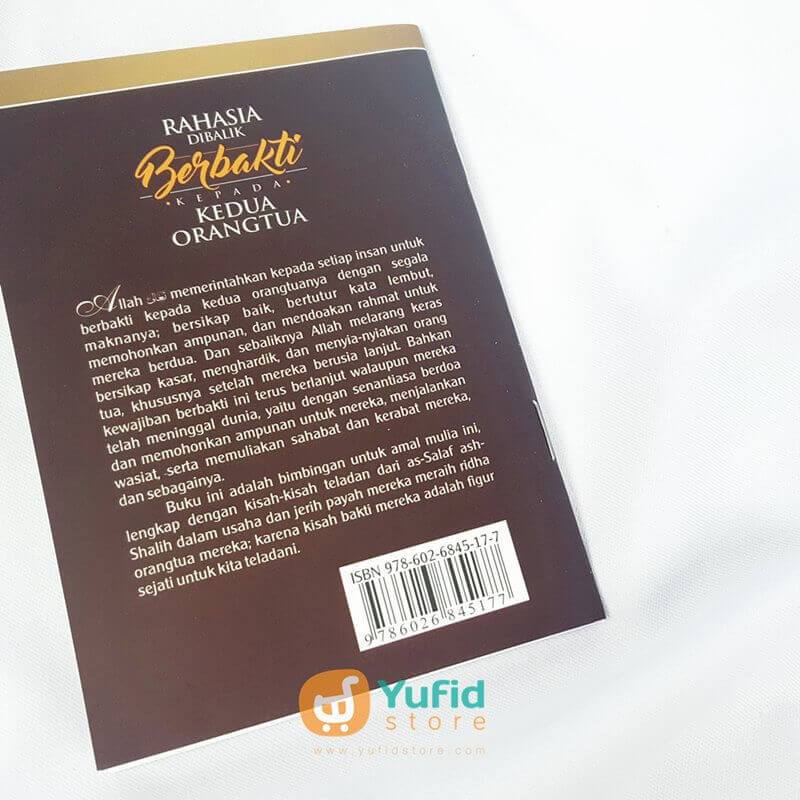 RAHASIA
DIBALIK
Berbakti
KEPADA
KEDUA
ORANGTUA
Allah ﷻ memerintahkan kepada setiap insan untuk
berbakti kepada kedua orangtuanya dengan segala
maknanya; bersikap baik, bertutur kata lembut,
memohonkan ampunan, dan mendoakan rahmat untuk
mereka berdua. Dan sebaliknya Allah melarang keras
bersikap kasar, menghardik, dan menyia-nyiakan orang
tua, khususnya setelah mereka berusia lanjut. Bahkan
kewajiban berbakti ini terus berlanjut walaupun mereka
telah meninggal dunia, yaitu dengan senantiasa berdoa
dan memohonkan ampunan untuk mereka, menjalankan
wasiat, serta memuliakan sahabat dan kerabat mereka,
dan sebagainya.
Buku ini adalah bimbingan untuk amal mulia ini,
lengkap dengan kisah-kisah teladan dari as-Salaf ash-
Shalih dalam usaha dan jerih payah mereka meraih ridha
orangtua mereka; karena kisah bakti mereka adalah figur
sejati untuk kita teladani.
ISBN 978-602-6845-17-7
9 786026 845177
Yufid
store
www.yufidstore.com